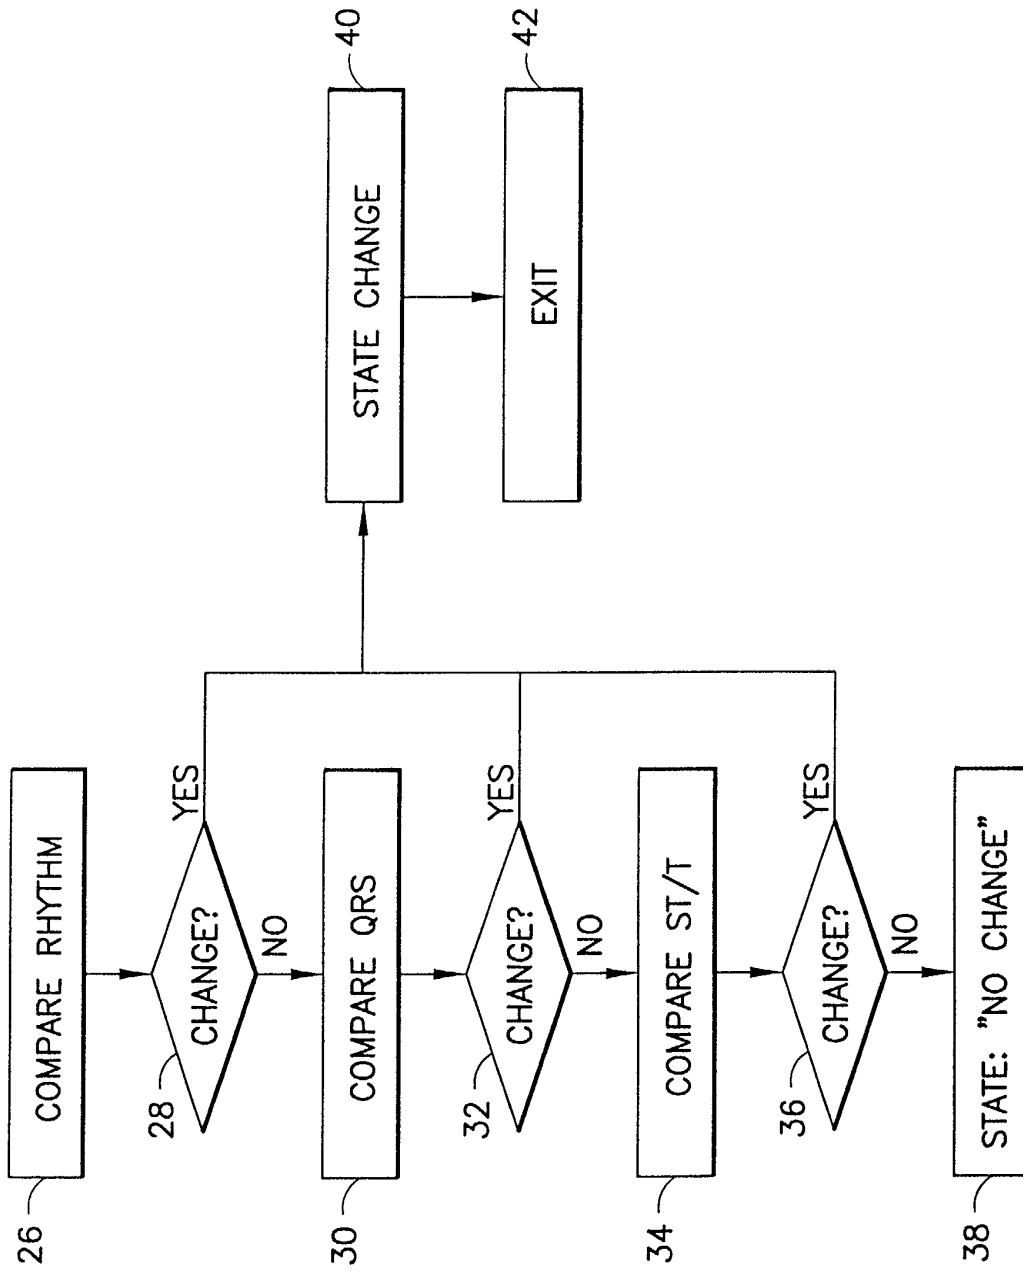 26
COMPARE RHYTHM
28
CHANGE?
YES
NO
30
COMPARE QRS
32
CHANGE?
YES
NO
34
COMPARE ST/T
36
CHANGE?
YES
NO
38
STATE: "NO CHANGE"
STATE CHANGE
40
EXIT
42